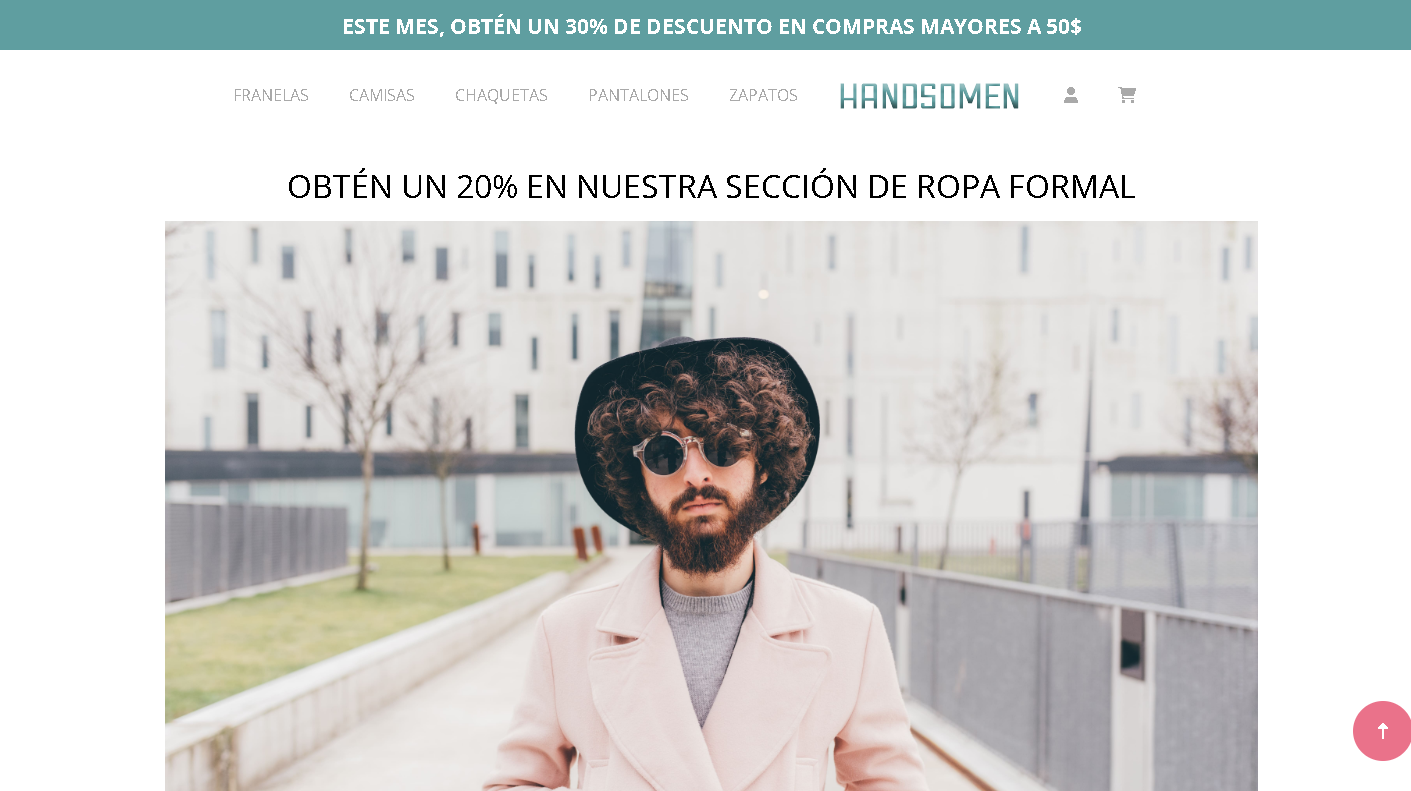 ESTE MES, OBTÉN UN 30% DE DESCUENTO EN COMPRAS MAYORES A 50$
FRANELAS CAMISAS CHAQUETAS PANTALONES ZAPATOS HANDSOMEN
OBTÉN UN 20% EN NUESTRA SECCIÓN DE ROPA FORMAL